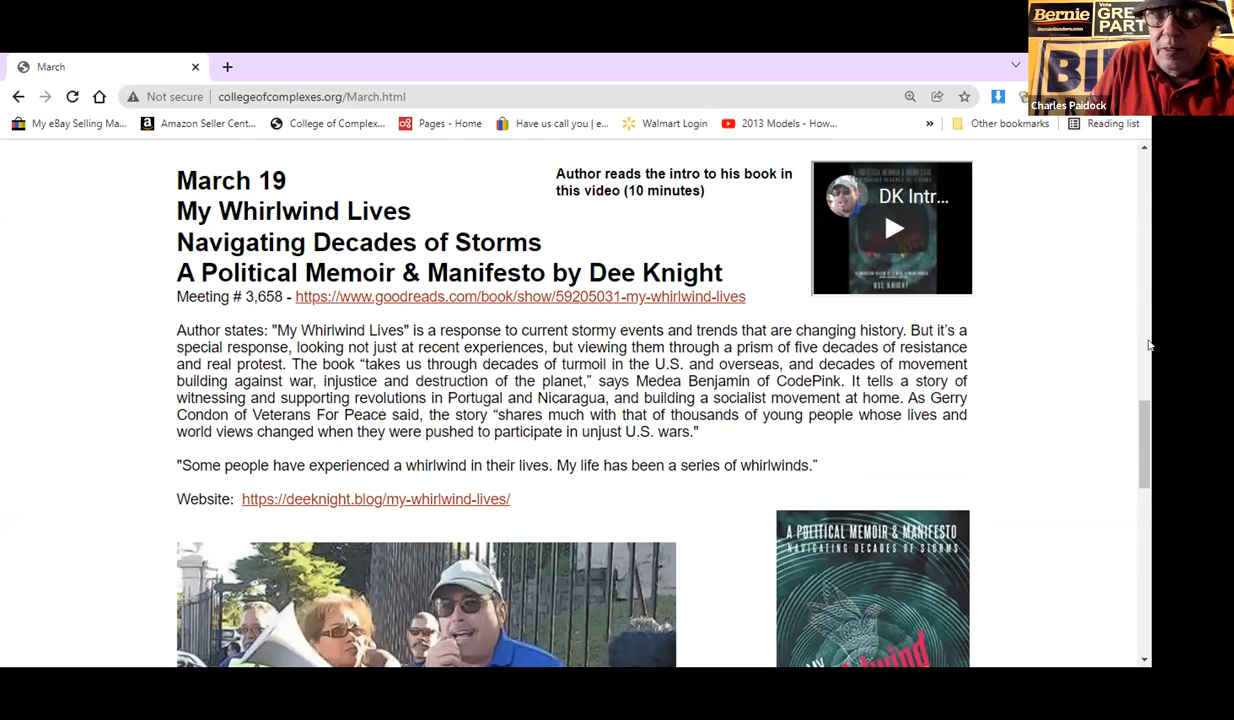 Bernie
BernieSanders.com
Vote
GRE
PART
Charles Paidock
March
Not secure
collegeofcomplexes.org/March.html
My eBay Selling Ma...
Amazon Seller Cent...
College of Complex...
Pages - Home
Have us call you | e...
Walmart Login
2013 Models - How...
»
Other bookmarks
Reading list
March 19
My Whirlwind Lives
Navigating Decades of Storms
A Political Memoir & Manifesto by Dee Knight
Author reads the intro to his book in
this video (10 minutes)
DK Intr...
DEE KNIGHT
Meeting # 3,658 - https://www.goodreads.com/book/show/59205031-my-whirlwind-lives
Author states: "My Whirlwind Lives" is a response to current stormy events and trends that are changing history. But it’s a
special response, looking not just at recent experiences, but viewing them through a prism of five decades of resistance
and real protest. The book “takes us through decades of turmoil in the U.S. and overseas, and decades of movement
building against war, injustice and destruction of the planet,” says Medea Benjamin of CodePink. It tells a story of
witnessing and supporting revolutions in Portugal and Nicaragua, and building a socialist movement at home. As Gerry
Condon of Veterans For Peace said, the story “shares much with that of thousands of young people whose lives and
world views changed when they were pushed to participate in unjust U.S. wars."
"Some people have experienced a whirlwind in their lives. My life has been a series of whirlwinds.”
Website: https://deeknight.blog/my-whirlwind-lives/
A POLITICAL MEMOIR & MANIFESTO
NAVIGATING DECADES OF STORMS
MY